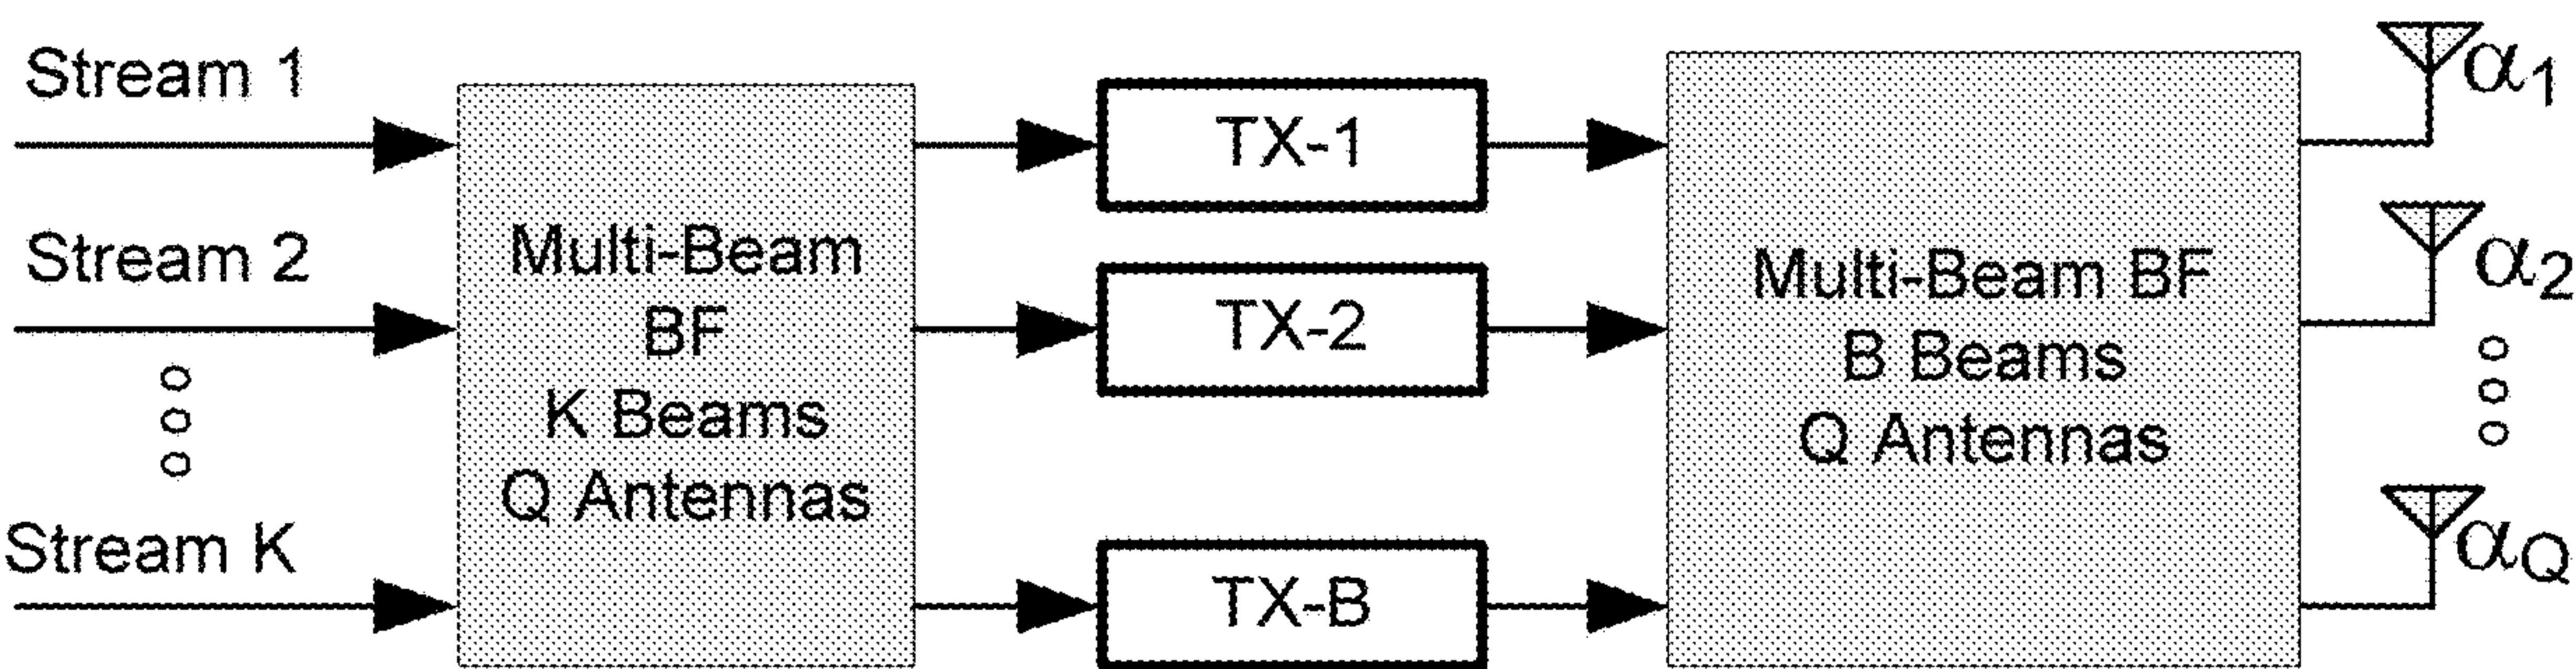 Stream 1
Stream 2
Stream K
Multi-Beam
BF
K Beams
Q Antennas
TX-1
TX-2
TX-B
Multi-Beam BF
B Beams
Q Antennas
α1
α2
αQ